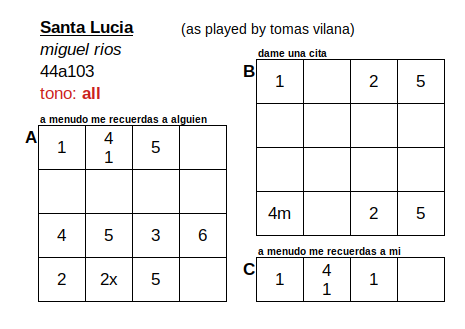 Santa Lucia (as played by tomas vilana)
miguel rios
44a103
tono: all
a menudo me recuerdas a alguien
A
1 4 5
1
4 5 3 6
2 2x 5
dame una cita
B
1 2 5
4m 2 5
a menudo me recuerdas a mi
C
1 4 1
1